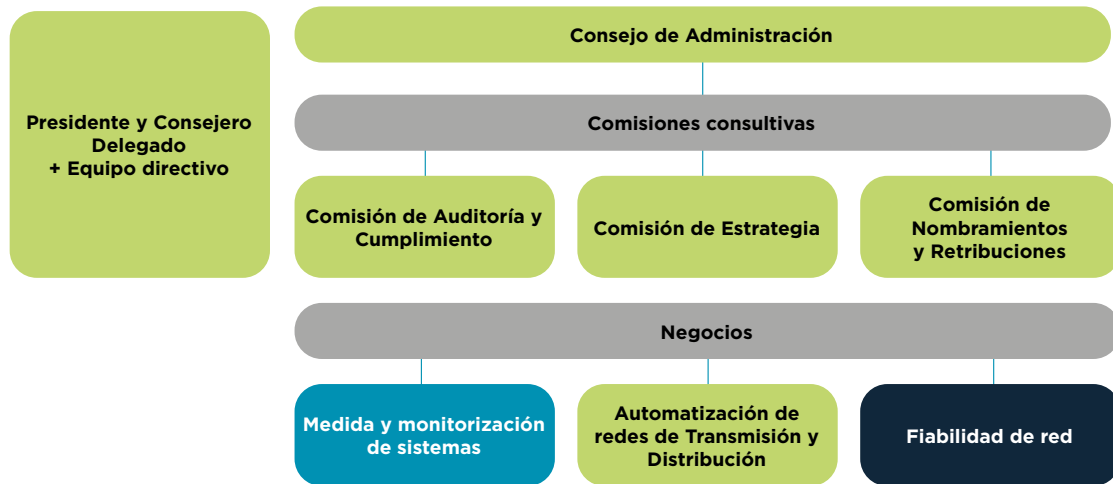 Presidente y Consejero
Delegado
+ Equipo directivo
Consejo de Administración
Comisiones consultivas
Comisión de Auditoría y
Cumplimiento
Comisión de Estrategia
Comisión de
Nombramientos
y Retribuciones
Negocios
Medida y monitorización
de sistemas
Automatización de
redes de Transmisión y
Distribución
Fiabilidad de red